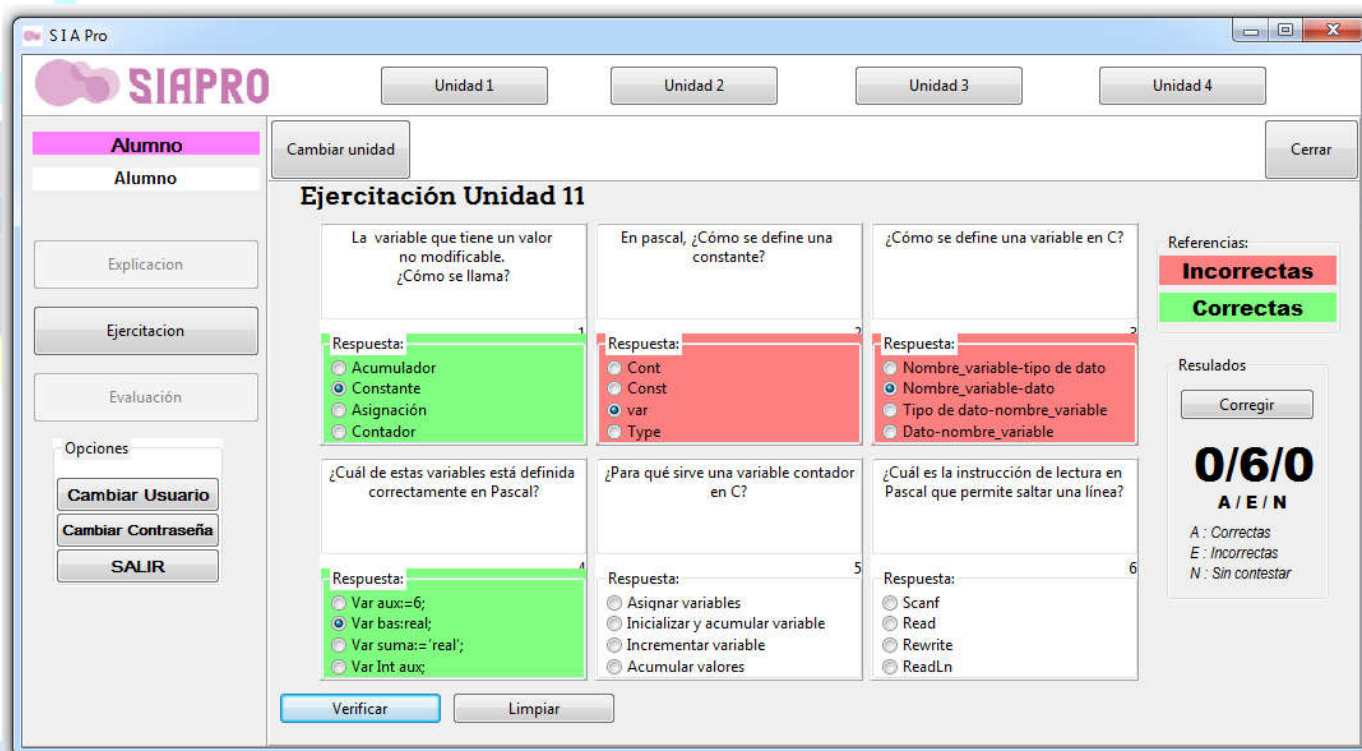 S I A Pro
SIAPRO
Unidad 1
Unidad 2
Unidad 3
Unidad 4
Alumno
Alumno
Cambiar unidad
Cerrar
Explicacion
Ejercitacion
Evaluación
Opciones
Cambiar Usuario
Cambiar Contraseña
SALIR
Ejercitación Unidad 11
La variable que tiene un valor
no modificable.
¿Cómo se llama?
1
Respuesta:
Acumulador
Constante
Asignación
Contador
En pascal, ¿Cómo se define una
constante?
2
Respuesta:
Cont
Const
var
Type
¿Cómo se define una variable en C?
3
Respuesta:
Nombre_variable-tipo de dato
Nombre_variable-dato
Tipo de dato-nombre_variable
Dato-nombre_variable
¿Cuál de estas variables está definida
correctamente en Pascal?
4
Respuesta:
Var aux:=6;
Var bas:real;
Var suma:='real';
Var Int aux;
¿Para qué sirve una variable contador
en C?
5
Respuesta:
Asignar variables
Inicializar y acumular variable
Incrementar variable
Acumular valores
¿Cuál es la instrucción de lectura en
Pascal que permite saltar una línea?
6
Respuesta:
Scanf
Read
Rewrite
ReadLn
Verificar
Limpiar
Referencias:
Incorrectas
Correctas
Resulados
Corregir
0/6/0
A / E / N
A : Correctas
E : Incorrectas
N : Sin contestar